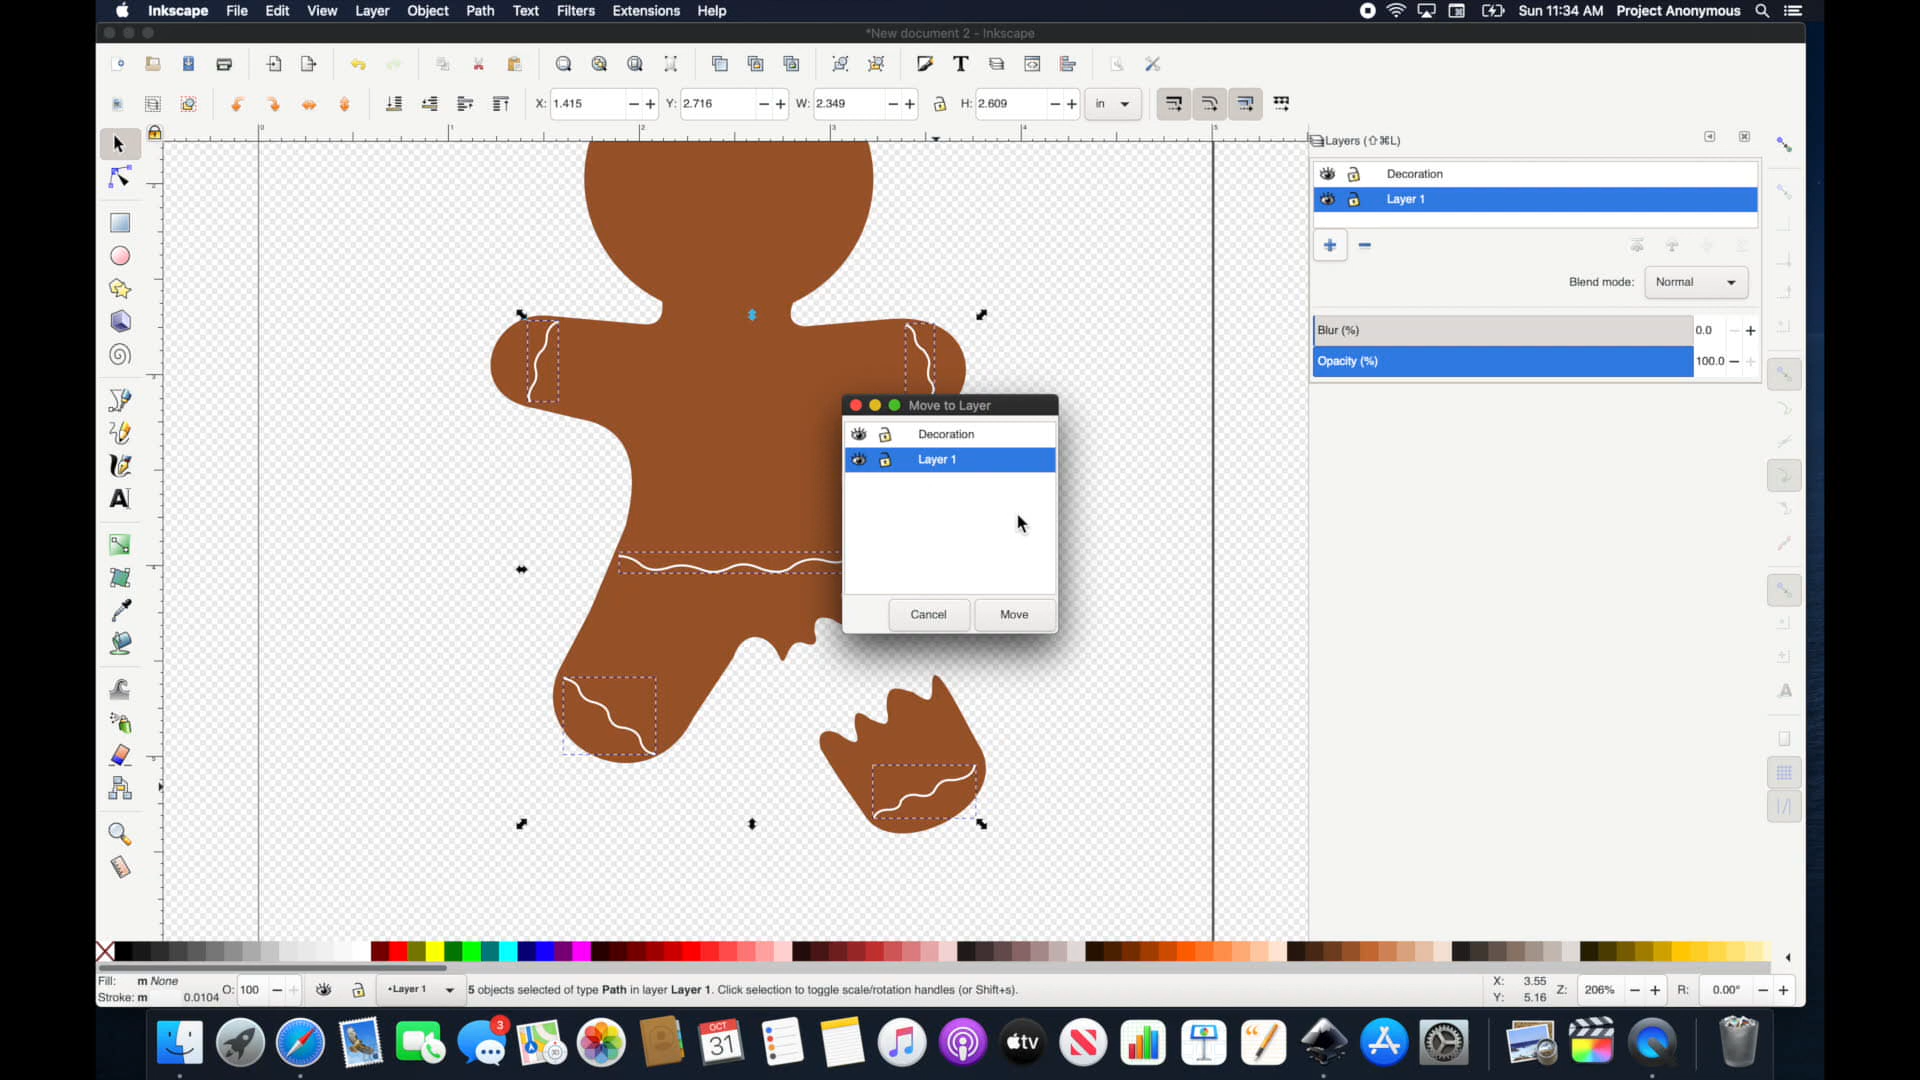 Inkscape File Edit View Layer Object Path Text Filters Extensions Help Sun 11:34 AM Project Anonymous
*New document 2 - Inkscape
X: 1.415 Y: 2.716 W: 2.349 H: 2.609 in
Layers (⇧⌘L)
Decoration
Layer 1
Blend mode: Normal
Blur (%) 0.0
Opacity (%) 100.0
Move to Layer
Decoration
Layer 1
Cancel Move
Fill: m None
Stroke: m 0.0104
O: 100
•Layer 1
5 objects selected of type Path in layer Layer 1. Click selection to toggle scale/rotation handles (or Shift+s).
X: 3.55
Y: 5.16
Z: 206% R: 0.00°
3
OCT
31
tv